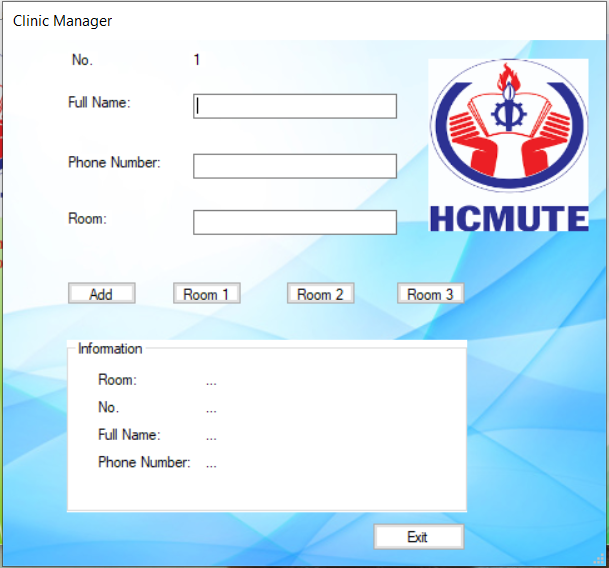 Clinic Manager
No. 1
Full Name:
Phone Number:
Room:
HCMUTE
Add Room 1 Room 2 Room 3
Information
Room: ...
No. ...
Full Name: ...
Phone Number: ...
Exit